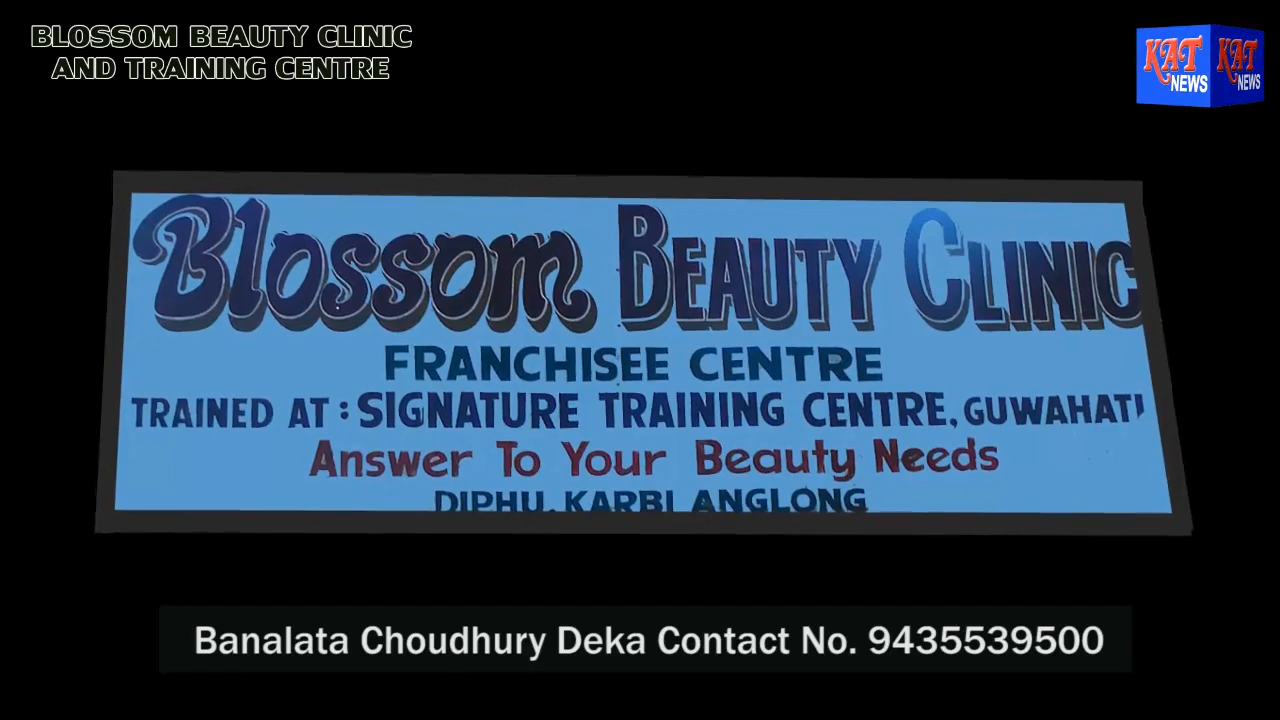 BLOSSOM BEAUTY CLINIC
AND TRAINING CENTRE
KAT NEWS
KAT NEWS
Blossom BEAUTY CLINIC
FRANCHISEE CENTRE
TRAINED AT : SIGNATURE TRAINING CENTRE, GUWAHATI
Answer To Your Beauty Needs
DIPHU, KARBI ANGLONG
Banalata Choudhury Deka Contact No. 9435539500